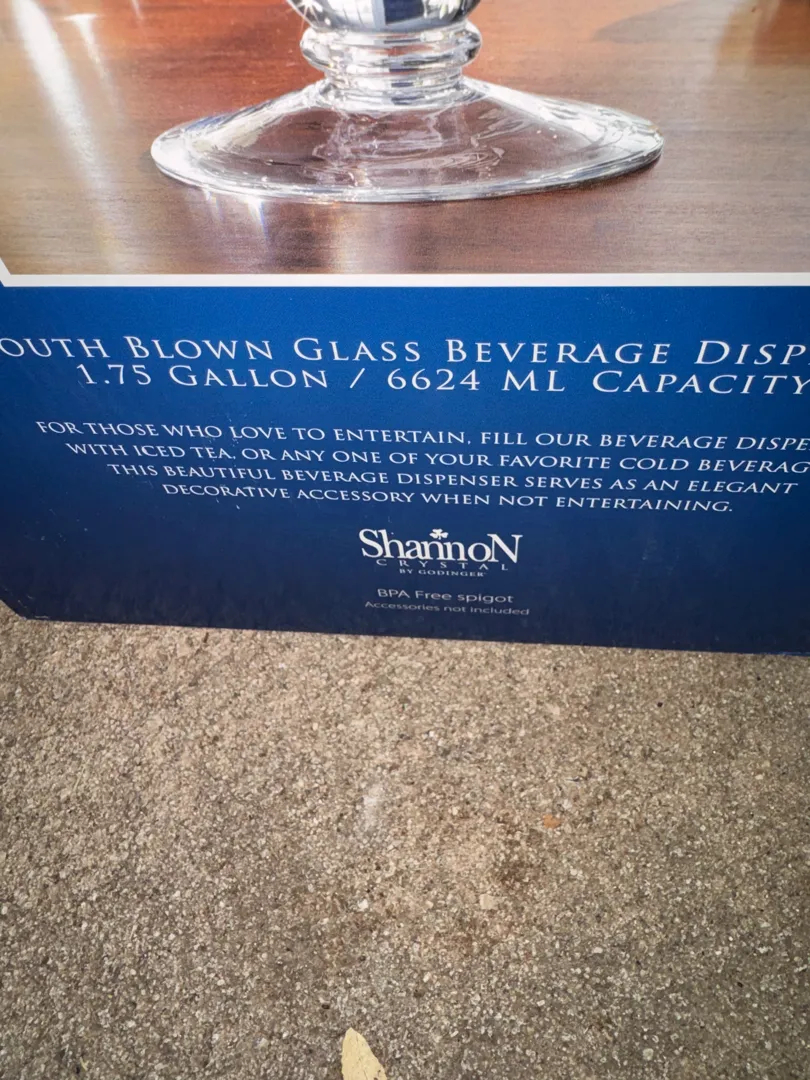 OUTH BLOWN GLASS BEVERAGE DISP
1.75 GALLON / 6624 ML CAPACITY
FOR THOSE WHO LOVE TO ENTERTAIN, FILL OUR BEVERAGE DISPE
WITH ICED TEA. OR ANY ONE OF YOUR FAVORITE COLD BEVERAG
THIS BEAUTIFUL BEVERAGE DISPENSER SERVES AS AN ELEGANT
DECORATIVE ACCESSORY WHEN NOT ENTERTAINING.
ShannoN
CRYSTAL
BY GODINGER
BPA Free spigot
Accessories not included